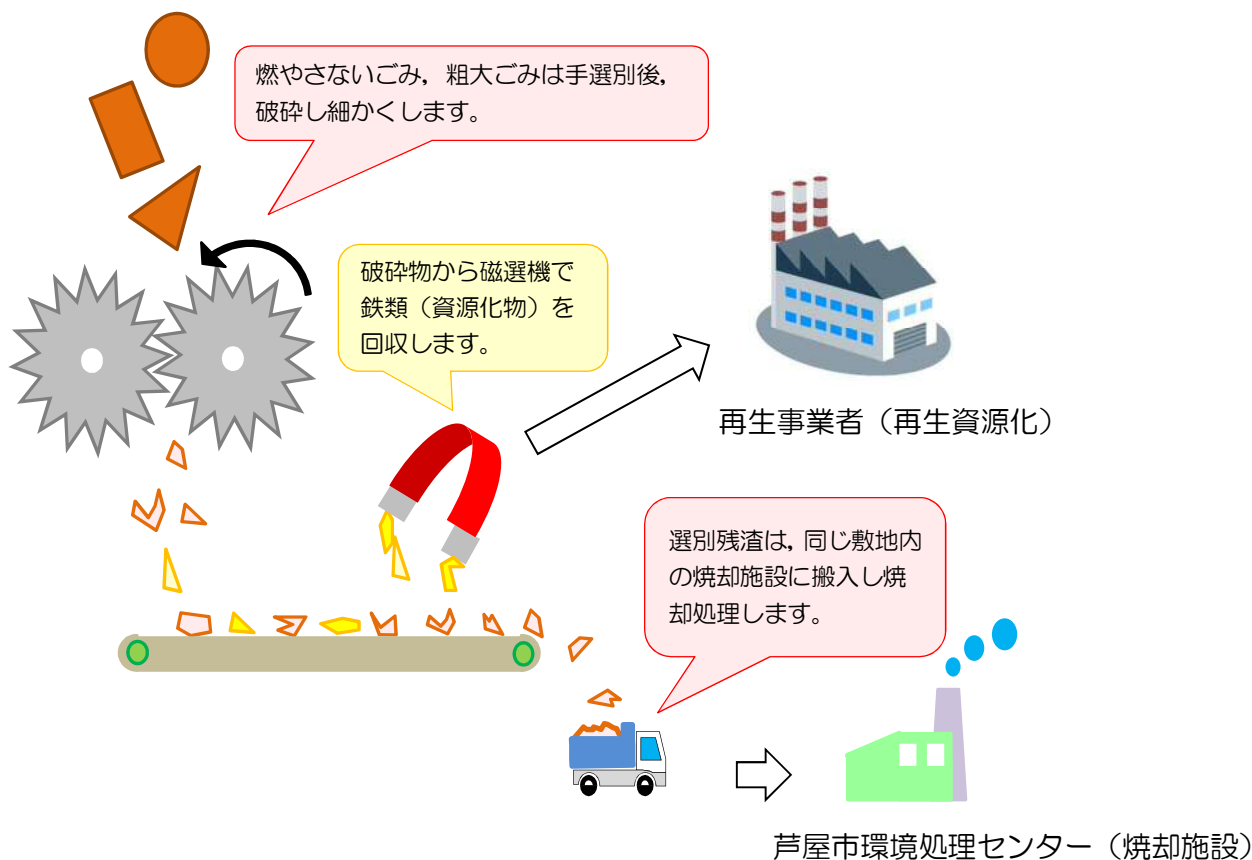 燃やさないごみ，粗大ごみは手選別後，
破砕し細かくします。
破砕物から磁選機で
鉄類（資源化物）を
回収します。
再生事業者（再生資源化）
選別残渣は，同じ敷地内
の焼却施設に搬入し焼
却処理します。
芦屋市環境処理センター（焼却施設）